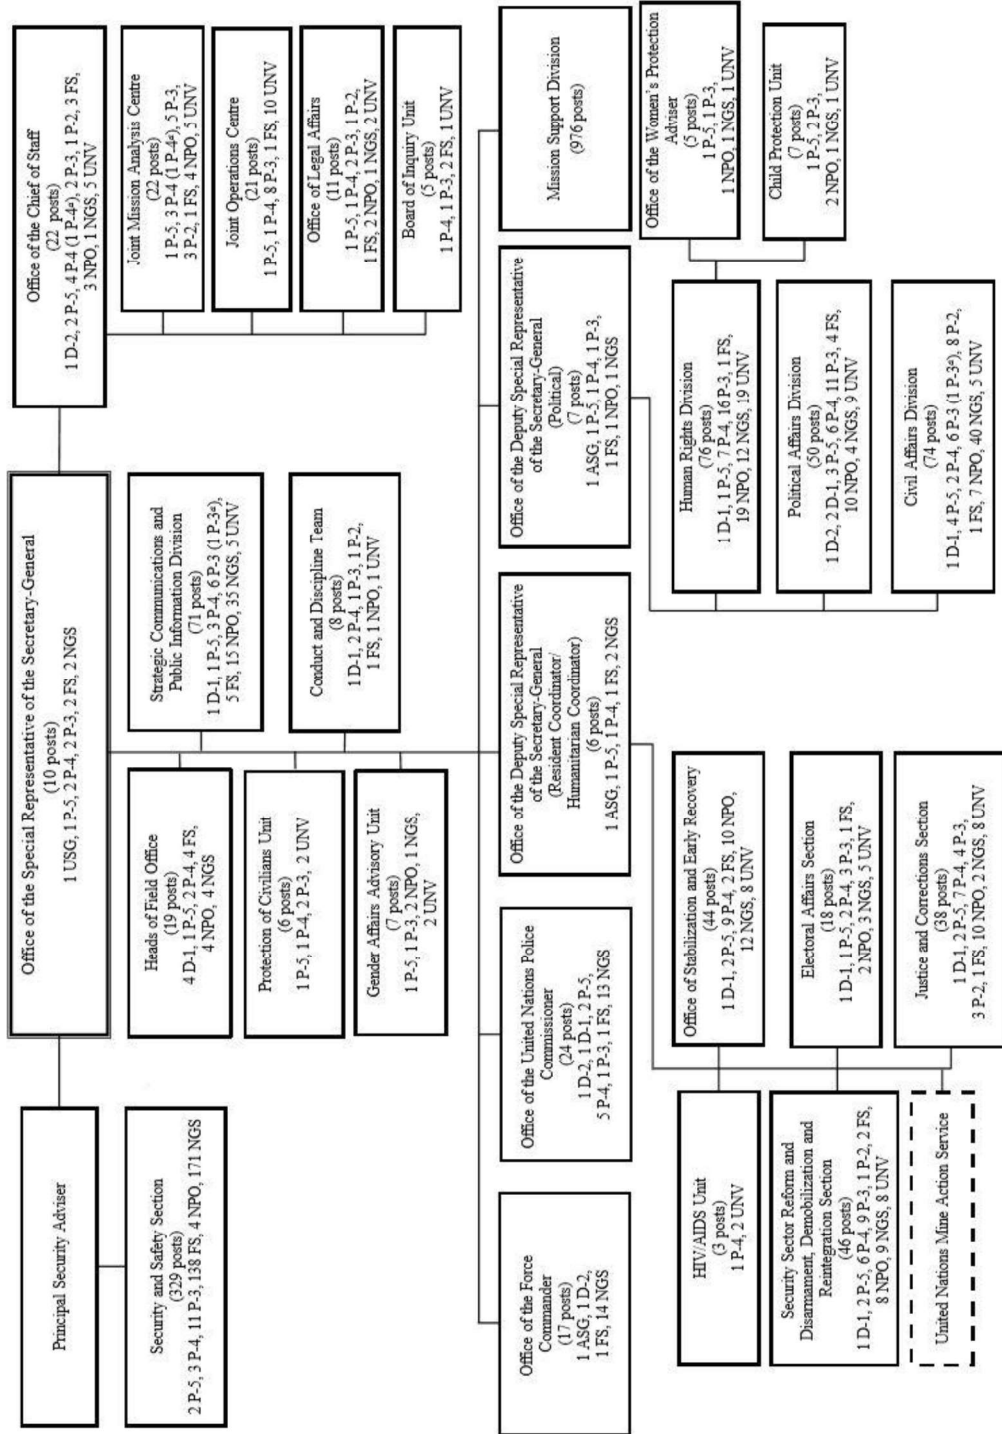 Principal Security Adviser
Security and Safety Section
(329 posts)
2 P-5, 3 P-4, 11 P-3, 138 FS, 4 NPO, 171 NGS
Office of the Special Representative of the Secretary-General
(10 posts)
1 USG, 1 P-5, 2 P-4, 2 P-3, 2 FS, 2 NGS
Office of the Chief of Staff
(22 posts)
1 D-2, 2 P-5, 4 P-4 (1 P-4ª), 2 P-3, 1 P-2, 3 FS,
3 NPO, 1 NGS, 5 UNV
Joint Mission Analysis Centre
(22 posts)
1 P-5, 3 P-4 (1 P-4ª), 5 P-3,
3 P-2, 1 FS, 4 NPO, 5 UNV
Joint Operations Centre
(21 posts)
1 P-5, 1 P-4, 8 P-3, 1 FS, 10 UNV
Office of Legal Affairs
(11 posts)
1 P-5, 1 P-4, 2 P-3, 1 P-2,
1 FS, 2 NPO, 1 NGS, 2 UNV
Board of Inquiry Unit
(5 posts)
1 P-4, 1 P-3, 2 FS, 1 UNV
Heads of Field Office
(19 posts)
4 D-1, 1 P-5, 2 P-4, 4 FS,
4 NPO, 4 NGS
Protection of Civilians Unit
(6 posts)
1 P-5, 1 P-4, 2 P-3, 2 UNV
Gender Affairs Advisory Unit
(7 posts)
1 P-5, 1 P-3, 2 NPO, 1 NGS,
2 UNV
Strategic Communications and
Public Information Division
(71 posts)
1 D-1, 1 P-5, 3 P-4, 6 P-3 (1 P-3ª),
5 FS, 15 NPO, 35 NGS, 5 UNV
Conduct and Discipline Team
(8 posts)
1 D-1, 2 P-4, 1 P-3, 1 P-2,
1 FS, 1 NPO, 1 UNV
Office of the Force
Commander
(17 posts)
1 ASG, 1 D-2,
1 FS, 14 NGS
Office of the United Nations Police
Commissioner
(24 posts)
1 D-2, 1 D-1, 2 P-5,
5 P-4, 1 P-3, 1 FS, 13 NGS
Office of the Deputy Special Representative
of the Secretary-General
(Resident Coordinator/
Humanitarian Coordinator)
(6 posts)
1 ASG, 1 P-5, 1 P-4, 1 FS, 2 NGS
Office of the Deputy Special Representative
of the Secretary-General
(Political)
(7 posts)
1 ASG, 1 P-5, 1 P-4, 1 P-3,
1 FS, 1 NPO, 1 NGS
Mission Support Division
(976 posts)
HIV/AIDS Unit
(3 posts)
1 P-4, 2 UNV
Security Sector Reform and
Disarmament, Demobilization and
Reintegration Section
(46 posts)
1 D-1, 2 P-5, 6 P-4, 9 P-3, 1 P-2, 2 FS,
8 NPO, 9 NGS, 8 UNV
United Nations Mine Action Service
Office of Stabilization and Early Recovery
(44 posts)
1 D-1, 2 P-5, 9 P-4, 2 FS, 10 NPO,
12 NGS, 8 UNV
Electoral Affairs Section
(18 posts)
1 D-1, 1 P-5, 2 P-4, 3 P-3, 1 FS,
2 NPO, 3 NGS, 5 UNV
Justice and Corrections Section
(38 posts)
1 D-1, 2 P-5, 7 P-4, 4 P-3,
3 P-2, 1 FS, 10 NPO, 2 NGS, 8 UNV
Human Rights Division
(76 posts)
1 D-1, 1 P-5, 7 P-4, 16 P-3, 1 FS,
19 NPO, 12 NGS, 19 UNV
Political Affairs Division
(50 posts)
1 D-2, 2 D-1, 3 P-5, 6 P-4, 11 P-3, 4 FS,
10 NPO, 4 NGS, 9 UNV
Civil Affairs Division
(74 posts)
1 D-1, 4 P-5, 2 P-4, 6 P-3 (1 P-3ª), 8 P-2,
1 FS, 7 NPO, 40 NGS, 5 UNV
Office of the Women's Protection
Adviser
(5 posts)
1 P-5, 1 P-3,
1 NPO, 1 NGS, 1 UNV
Child Protection Unit
(7 posts)
1 P-5, 2 P-3,
2 NPO, 1 NGS, 1 UNV